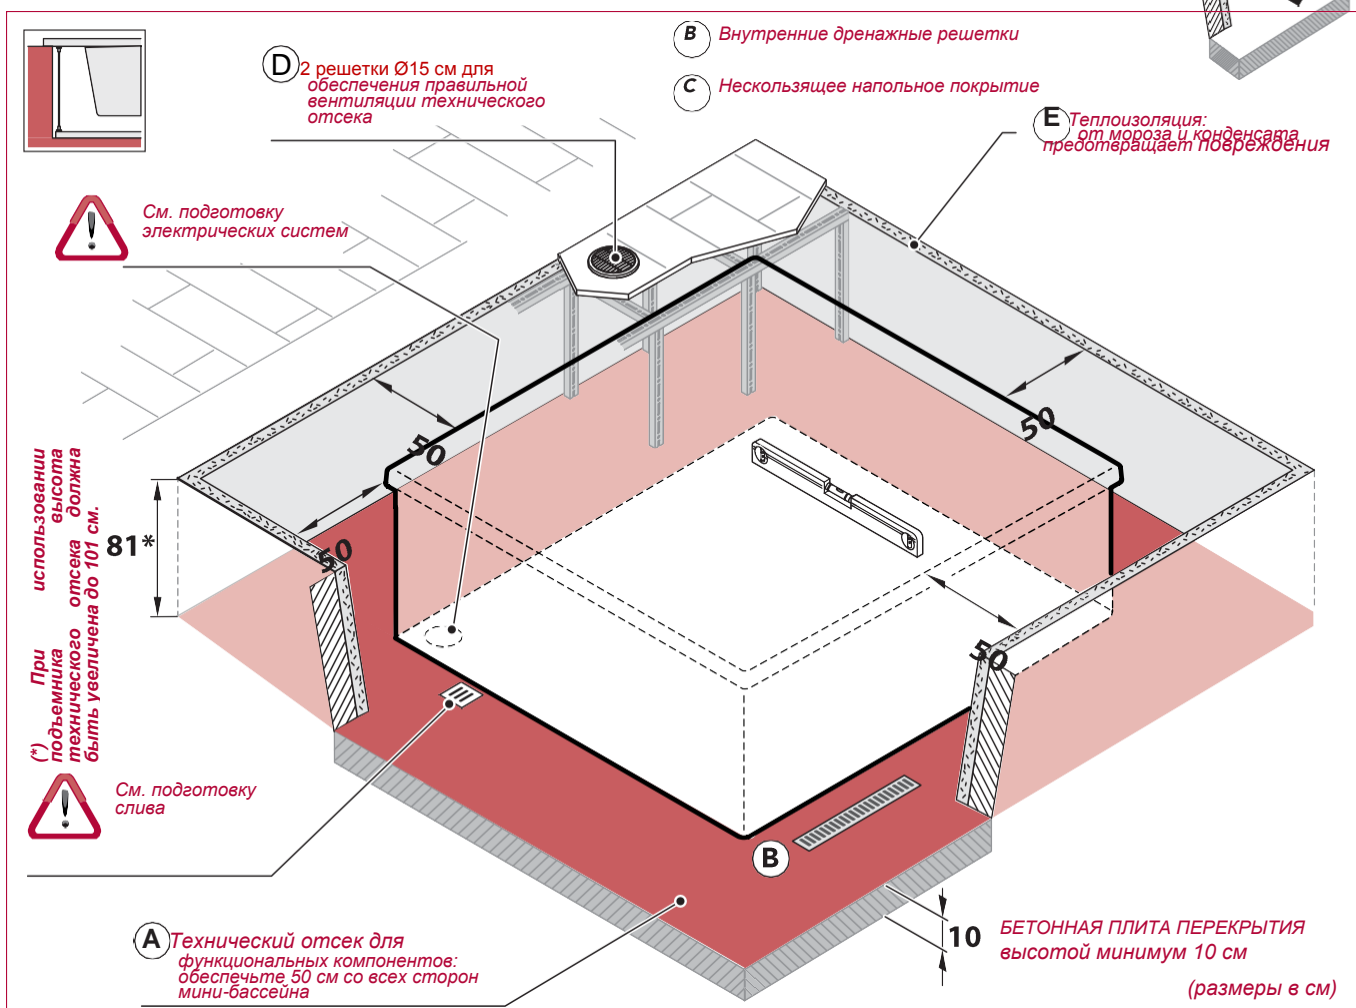 B Внутренние дренажные решетки
D 2 решетки Ø15 см для
обеспечения правильной
вентиляции технического
отсека
C Нескользящее напольное покрытие
E Теплоизоляция:
от мороза и конденсата
предотвращает повреждения
См. подготовку
электрических систем
50
50
50
50
81*
(*) При использовании
подъемника высота
технического отсека должна
быть увеличена до 101 см.
См. подготовку
слива
B
A Технический отсек для
функциональных компонентов:
обеспечьте 50 см со всех сторон
мини-бассейна
10
БЕТОННАЯ ПЛИТА ПЕРЕКРЫТИЯ
высотой минимум 10 см
(размеры в см)